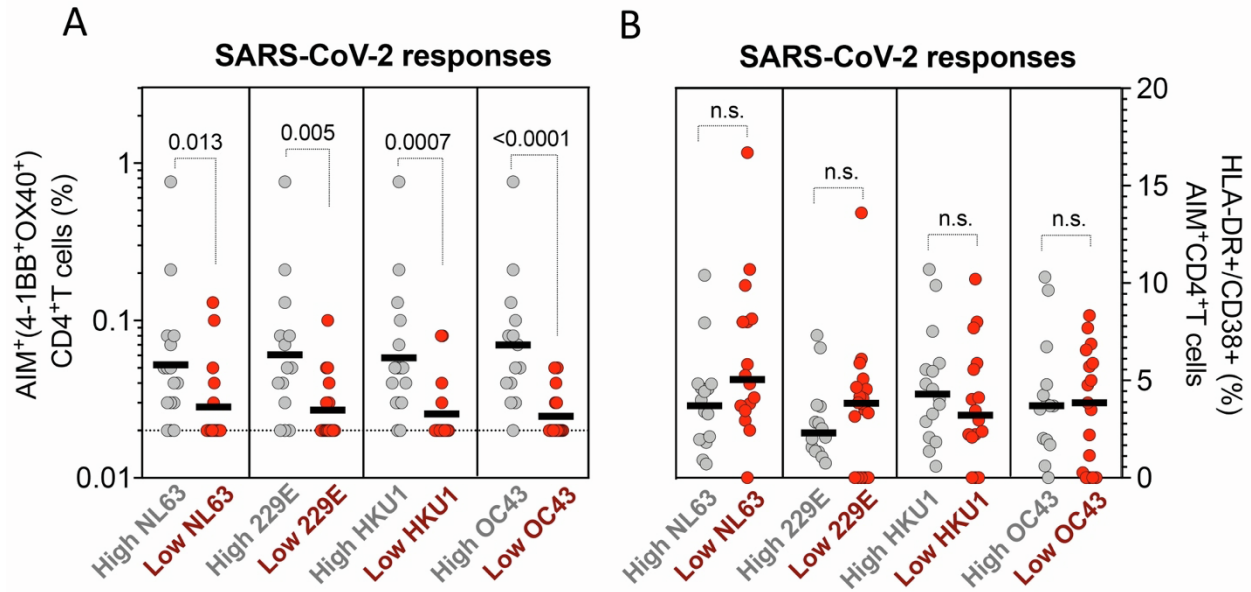 A
SARS-CoV-2 responses
AIM⁺(4-1BB⁺OX40⁺)
CD4⁺T cells (%)
1
0.1
0.01
0.013
0.005
0.0007
<0.0001
High NL63
Low NL63
High 229E
Low 229E
High HKU1
Low HKU1
High OC43
Low OC43
B
SARS-CoV-2 responses
n.s.
n.s.
n.s.
n.s.
20
15
10
5
0
HLA-DR+/CD38+ (%)
AIM⁺CD4⁺T cells
High NL63
Low NL63
High 229E
Low 229E
High HKU1
Low HKU1
High OC43
Low OC43